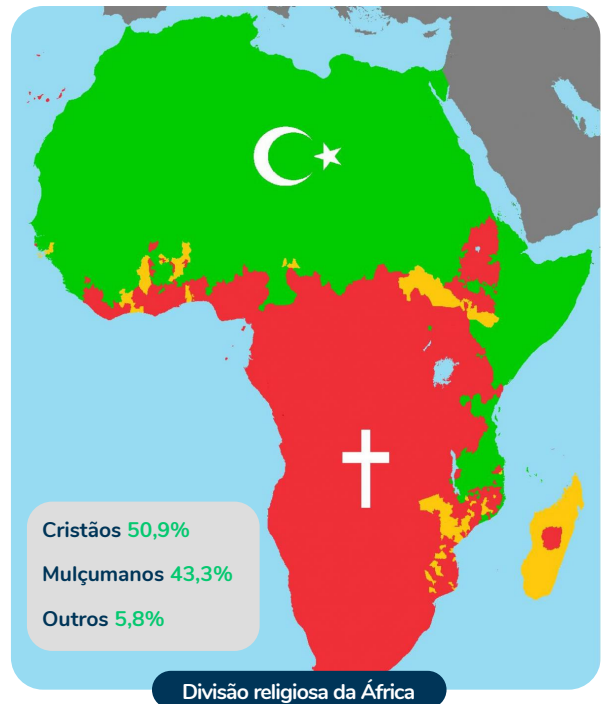 Cristãos 50,9%
Mulçumanos 43,3%
Outros 5,8%
Divisão religiosa da África